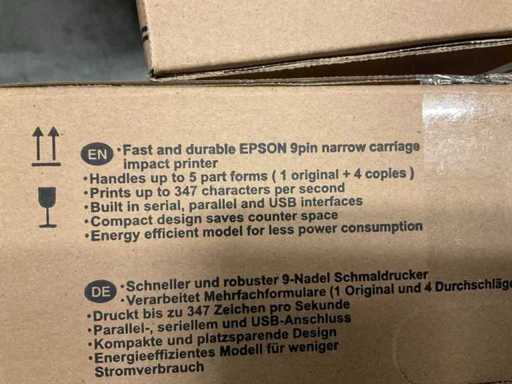 EN
•Fast and durable EPSON 9pin narrow carriage
impact printer
•Handles up to 5 part forms ( 1 original + 4 copies )
•Prints up to 347 characters per second
•Built in serial, parallel and USB interfaces
•Compact design saves counter space
•Energy efficient model for less power consumption
DE
•Schneller und robuster 9-Nadel Schmaldrucker
•Verarbeitet Mehrfachformulare (1 Original und 4 Durchschläge
•Druckt bis zu 347 Zeichen pro Sekunde
•Parallel-, seriellem und USB-Anschluss
•Kompakte und platzsparende Design
•Energieeffizientes Modell für weniger
Stromverbrauch